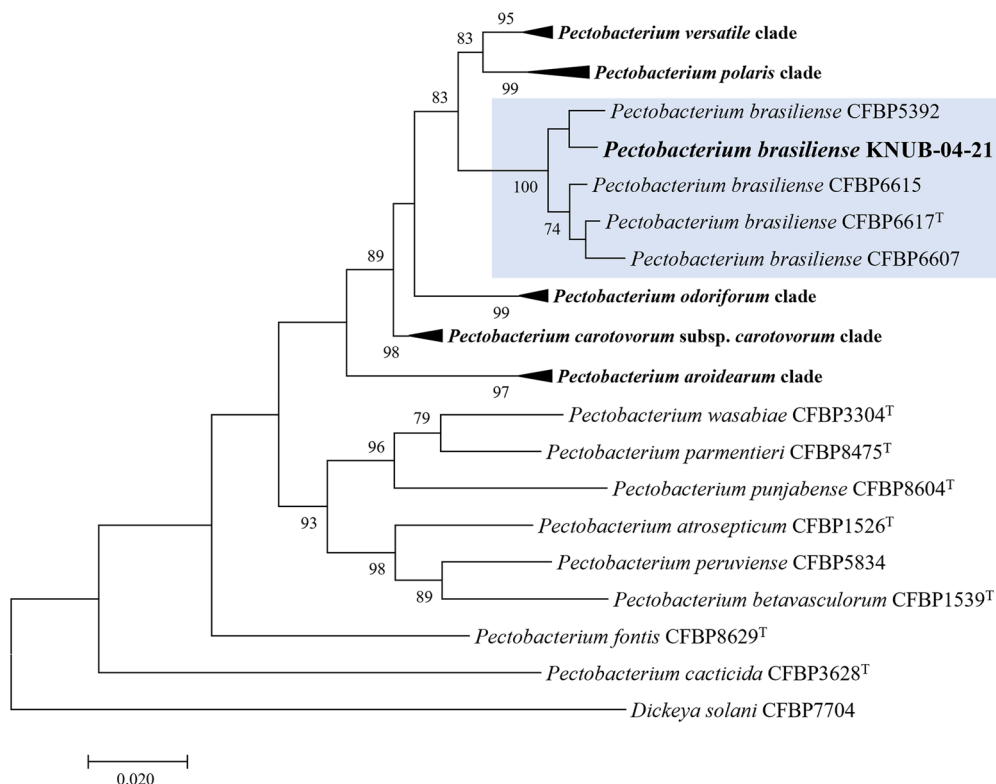 95
Pectobacterium versatile clade
83
Pectobacterium polaris clade
99
83
Pectobacterium brasiliense CFBP5392
Pectobacterium brasiliense KNUB-04-21
100
Pectobacterium brasiliense CFBP6615
Pectobacterium brasiliense CFBP6617T
74
Pectobacterium brasiliense CFBP6607
89
Pectobacterium odoriforum clade
99
Pectobacterium carotovorum subsp. carotovorum clade
98
Pectobacterium aroidearum clade
97
Pectobacterium wasabiae CFBP3304T
79
Pectobacterium parmentieri CFBP8475T
96
Pectobacterium punjabense CFBP8604T
93
Pectobacterium atrosepticum CFBP1526T
98
Pectobacterium peruviense CFBP5834
89
Pectobacterium betavasculorum CFBP1539T
Pectobacterium fontis CFBP8629T
Pectobacterium cacticida CFBP3628T
Dickeya solani CFBP7704
0.020